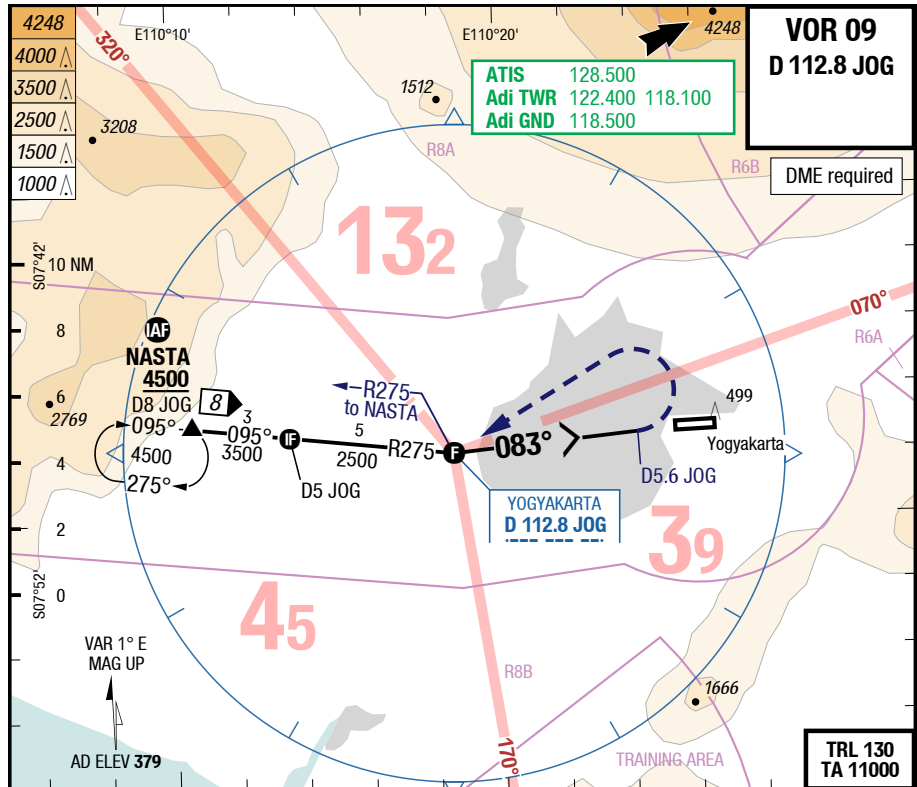 4248
4000
3500
2500
1500
1000
E110°10'
E110°20'
4248
VOR 09
D 112.8 JOG
DME required
ATIS 128.500
Adi TWR 122.400 118.100
Adi GND 118.500
320°
1512
3208
R8A
R6B
132
S07°42'
10 NM
8
6
4
2
0
S07°52'
070°
R6A
IAF
NASTA
4500
D8 JOG
8
2769
095°
3
095°
3500
4500
275°
IF
D5 JOG
5
2500
R275
R275
to NASTA
F
083°
499
Yogyakarta
D5.6 JOG
YOGYAKARTA
D 112.8 JOG
39
45
R8B
170°
1666
TRAINING AREA
VAR 1° E
MAG UP
AD ELEV 379
TRL 130
TA 11000